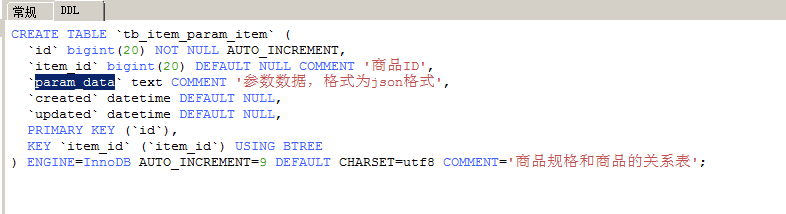 常规 DDL
CREATE TABLE `tb_item_param_item` (
`id` bigint(20) NOT NULL AUTO_INCREMENT,
`item_id` bigint(20) DEFAULT NULL COMMENT '商品ID',
`param_data` text COMMENT '参数数据，格式为json格式',
`created` datetime DEFAULT NULL,
`updated` datetime DEFAULT NULL,
PRIMARY KEY (`id`),
KEY `item_id` (`item_id`) USING BTREE
) ENGINE=InnoDB AUTO_INCREMENT=9 DEFAULT CHARSET=utf8 COMMENT='商品规格和商品的关系表';